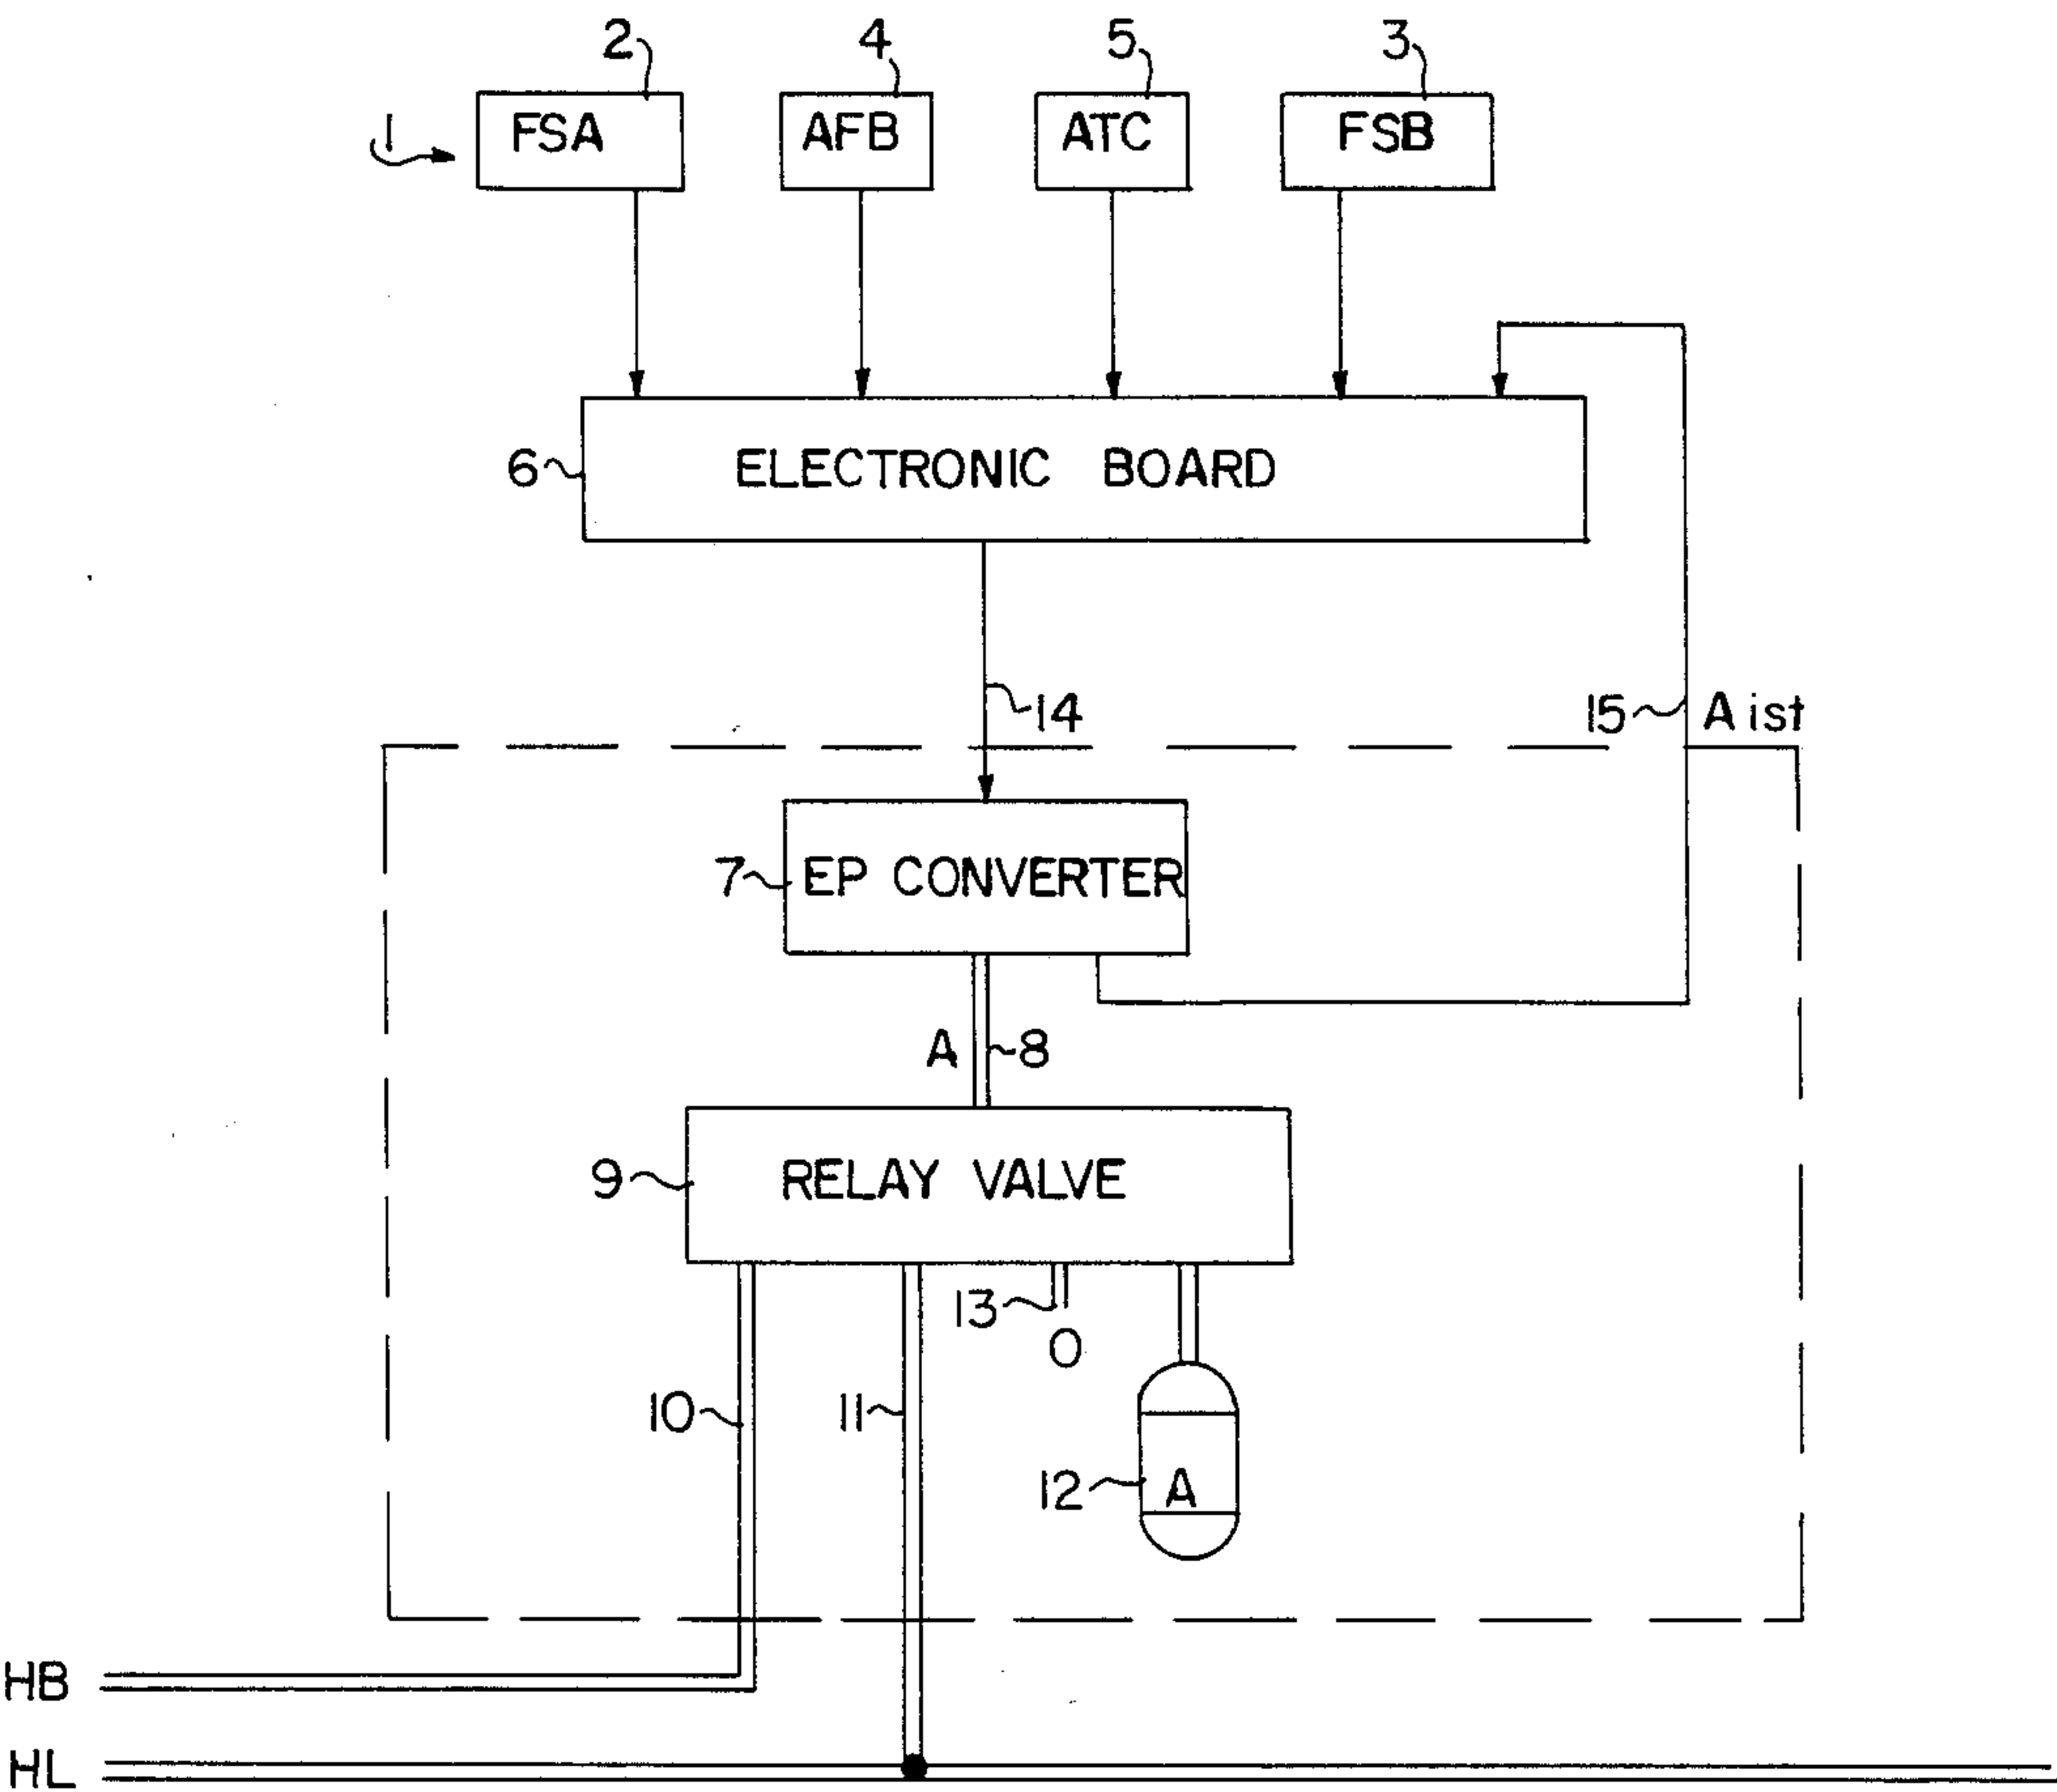 2 4 5 3
1 FSA AFB ATC FSB
6 ELECTRONIC BOARD
14 15 A ist
7 EP CONVERTER
A 8
9 RELAY VALVE
13
O
10 11
12 A
HB
HL